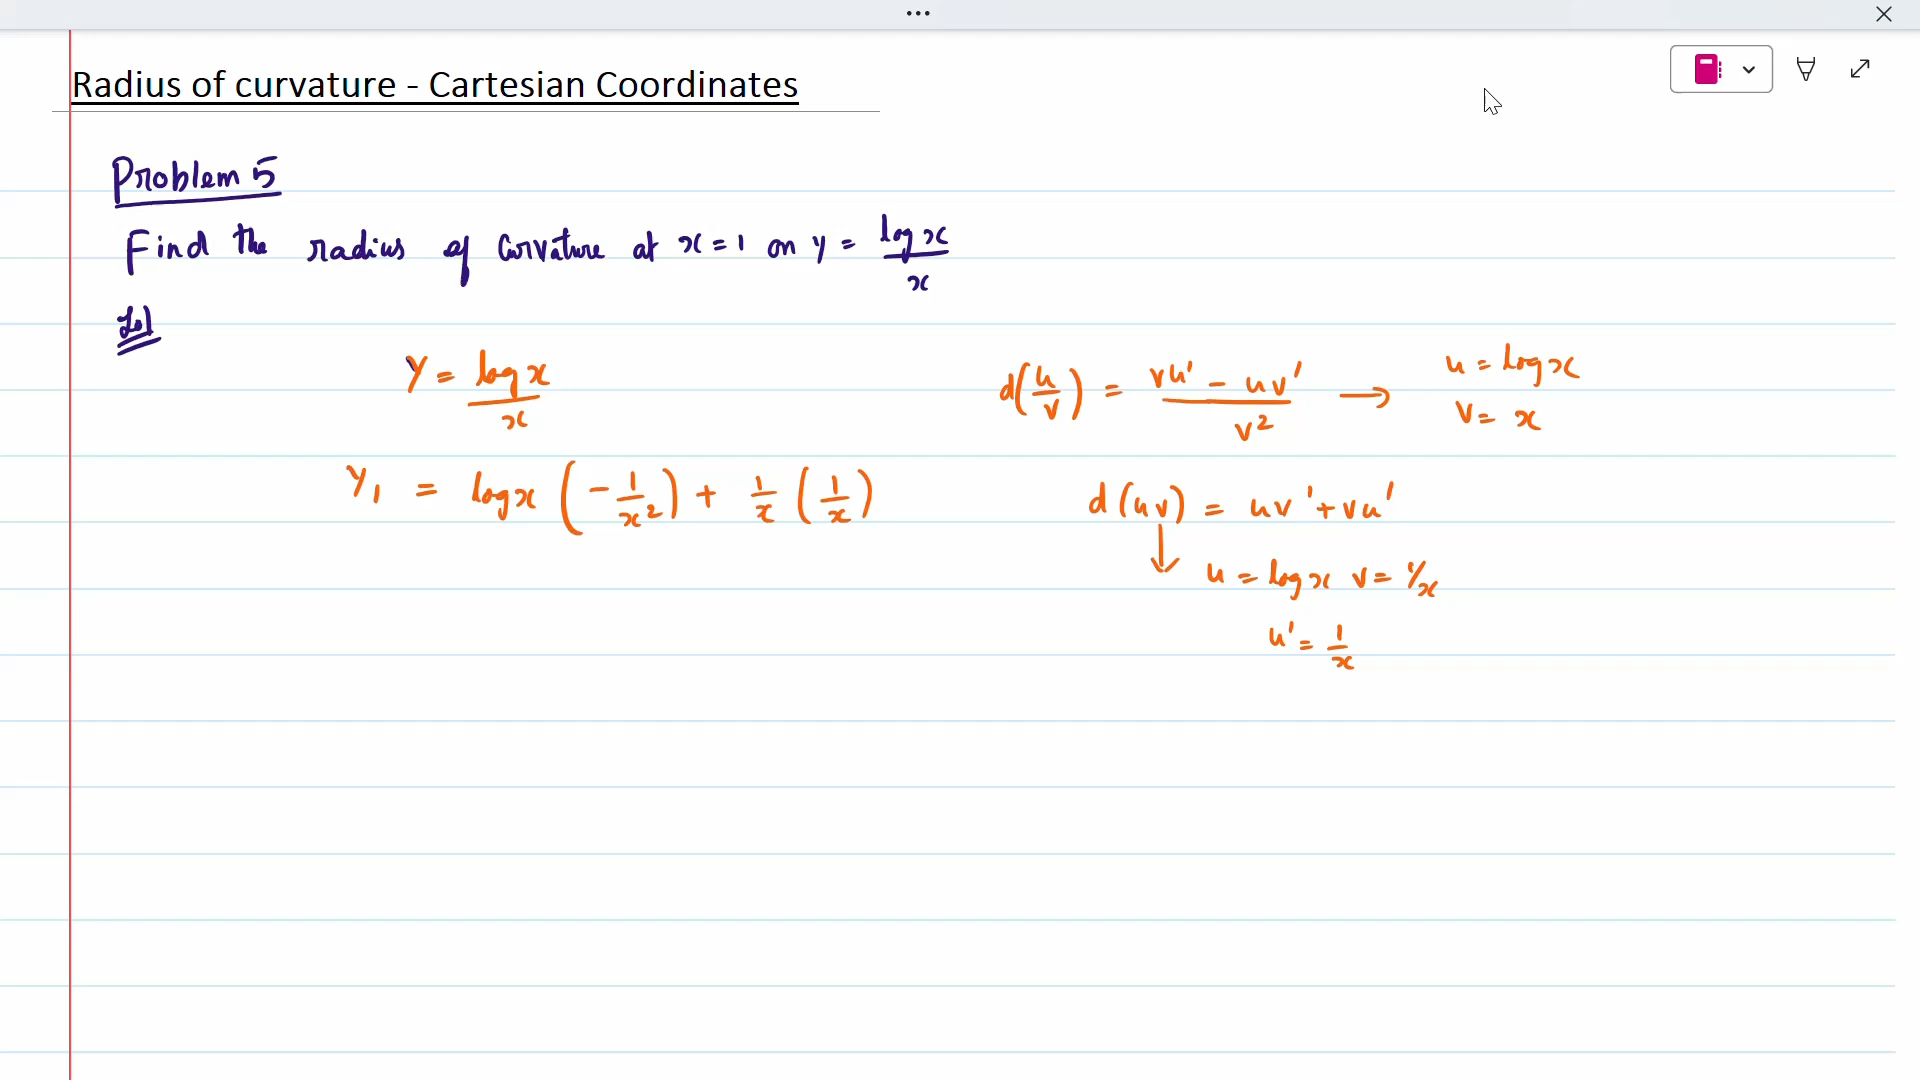 Radius of curvature - Cartesian Coordinates
Problem 5
Find the radius of curvature at x = 1 on y = log x / x
Sol
y = log x / x
d(u/v) = vu' - uv' / v² → u = log x
v = x
y₁ = log x (- 1/x²) + 1/x (1/x)
d(uv) = uv' + vu'
↓ u = log x v = 1/x
u' = 1/x